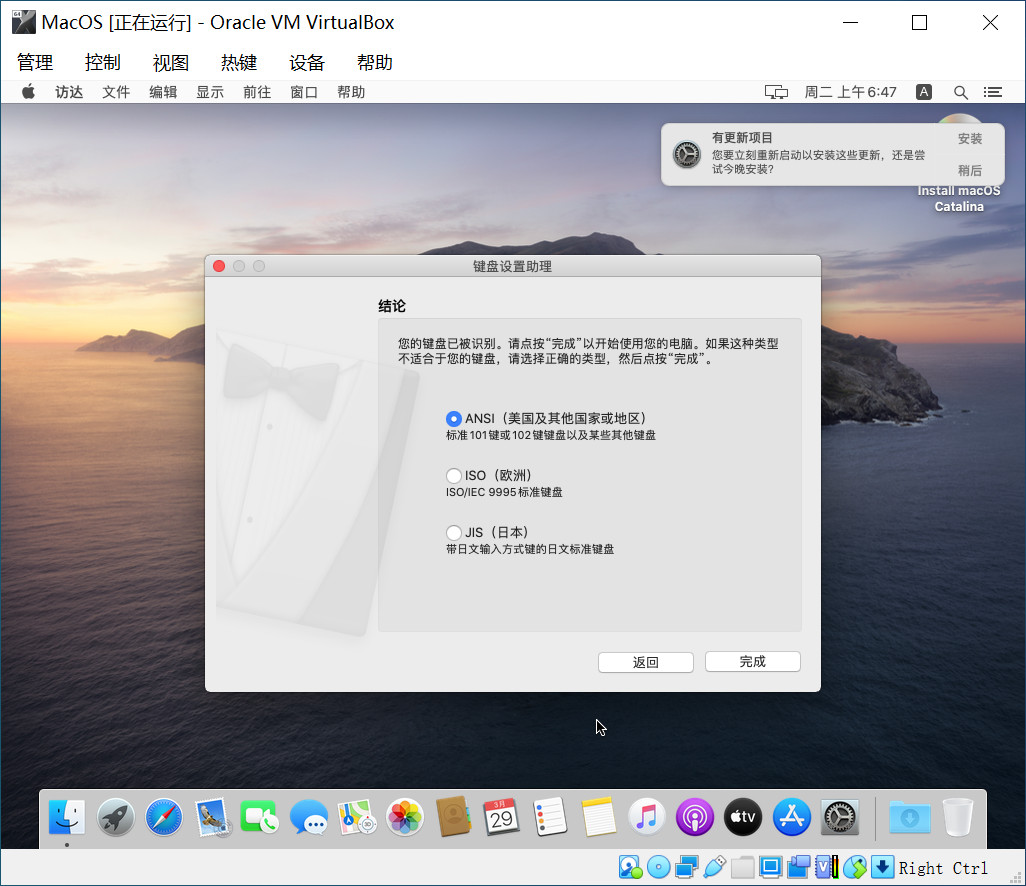 MacOS [正在运行] - Oracle VM VirtualBox
管理 控制 视图 热键 设备 帮助
访达 文件 编辑 显示 前往 窗口 帮助 周二 上午6:47 A
有更新项目
您要立刻重新启动以安装这些更新，还是尝
试今晚安装?
安装
稍后
Install macOS
Catalina
键盘设置助理
结论
您的键盘已被识别。请点按“完成”以开始使用您的电脑。如果这种类型
不适合于您的键盘，请选择正确的类型，然后点按“完成”。
ANSI（美国及其他国家或地区）
标准101键或102键键盘以及某些其他键盘
ISO（欧洲）
ISO/IEC 9995标准键盘
JIS（日本）
带日文输入方式键的日文标准键盘
返回 完成
3月
29
tv
Right Ctrl